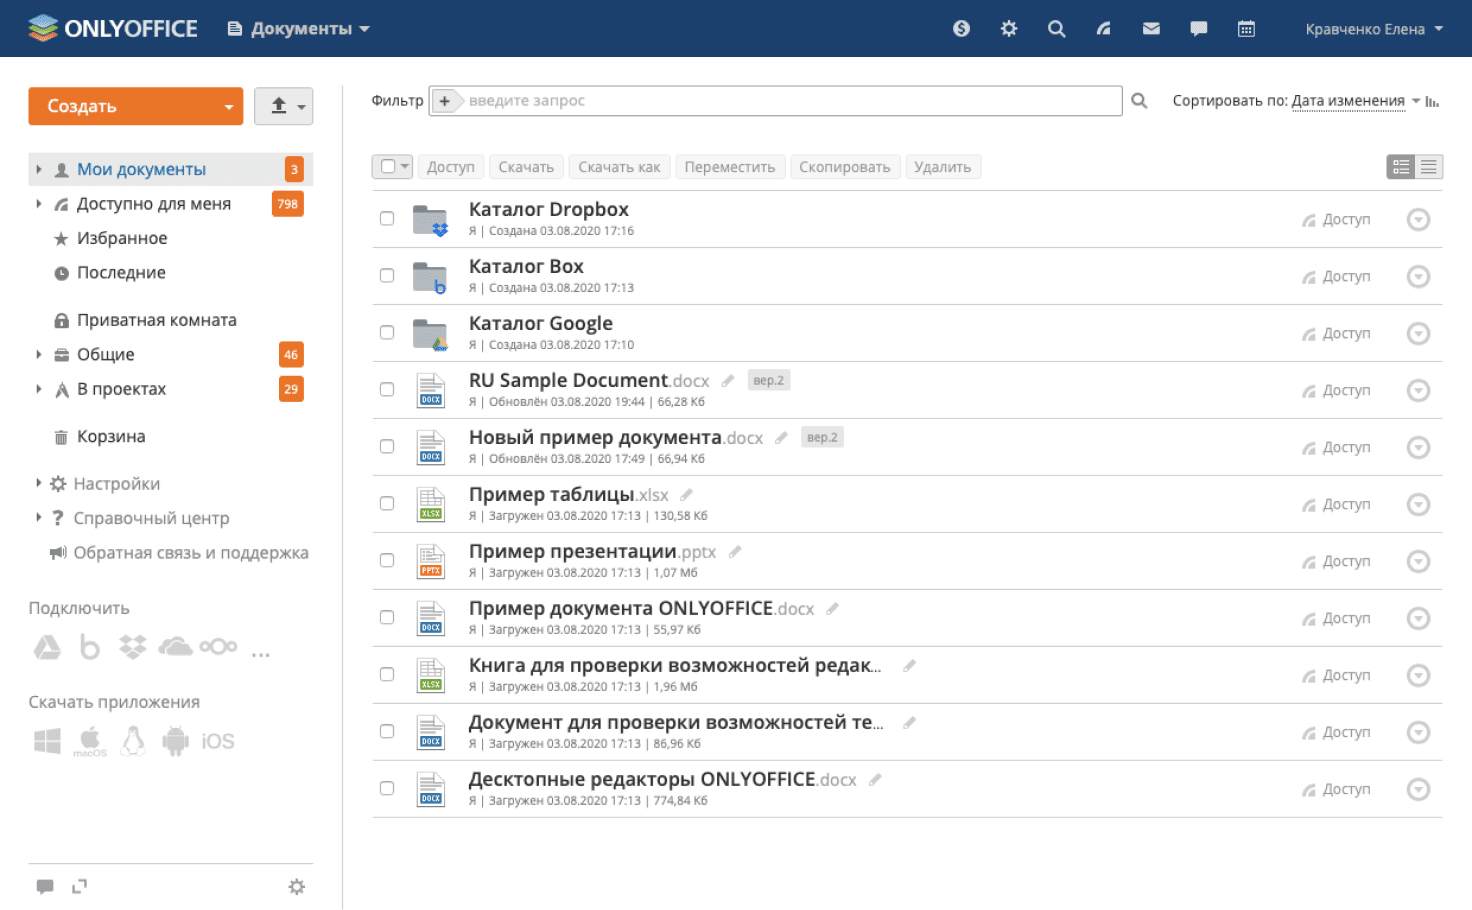 ONLYOFFICE Документы Кравченко Елена
Создать
Мои документы 3
Доступно для меня 798
Избранное
Последние
Приватная комната
Общие 46
В проектах 29
Корзина
Настройки
Справочный центр
Обратная связь и поддержка
Подключить
...
Скачать приложения
macOS iOS
Фильтр + введите запрос Сортировать по: Дата изменения
Доступ Скачать Скачать как Переместить Скопировать Удалить
Каталог Dropbox
Я | Создана 03.08.2020 17:16
Доступ
Каталог Box
Я | Создана 03.08.2020 17:13
Доступ
Каталог Google
Я | Создана 03.08.2020 17:10
Доступ
DOCX
RU Sample Document.docx вер.2
Я | Обновлён 03.08.2020 19:44 | 66,28 Кб
Доступ
DOCX
Новый пример документа.docx вер.2
Я | Обновлён 03.08.2020 17:49 | 66,94 Кб
Доступ
XLSX
Пример таблицы.xlsx
Я | Загружен 03.08.2020 17:13 | 130,58 Кб
Доступ
PPTX
Пример презентации.pptx
Я | Загружен 03.08.2020 17:13 | 1,07 Мб
Доступ
DOCX
Пример документа ONLYOFFICE.docx
Я | Загружен 03.08.2020 17:13 | 55,97 Кб
Доступ
XLSX
Книга для проверки возможностей редак...
Я | Загружен 03.08.2020 17:13 | 1,96 Мб
Доступ
DOCX
Документ для проверки возможностей те...
Я | Загружен 03.08.2020 17:13 | 86,96 Кб
Доступ
DOCX
Десктопные редакторы ONLYOFFICE.docx
Я | Загружен 03.08.2020 17:13 | 774,84 Кб
Доступ